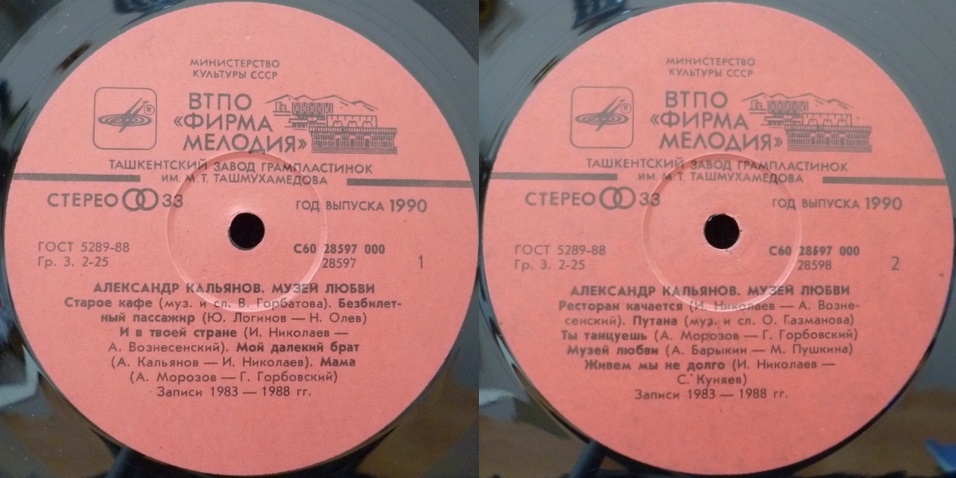 МИНИСТЕРСТВО
КУЛЬТУРЫ СССР
ВТПО
«ФИРМА
МЕЛОДИЯ»
ТАШКЕНТСКИЙ ЗАВОД ГРАМПЛАСТИНОК
ИМ. М. Т. ТАШМУХАМЕДОВА
СТЕРЕО 33
ГОД ВЫПУСКА 1990
ГОСТ 5289-88
Гр. 3. 2-25
С60 28597 000
28597
1
АЛЕКСАНДР КАЛЬЯНОВ. МУЗЕЙ ЛЮБВИ
Старое кафе (муз. и сл. В. Горбатова). Безбилет-
ный пассажир (Ю. Логинов — Н. Олев)
И в твоей стране (И. Николаев —
А. Вознесенский). Мой далекий брат
(А. Кальянов — И. Николаев). Мама
(А. Морозов — Г. Горбовский)
Записи 1983 — 1988 гг.
МИНИСТЕРСТВО
КУЛЬТУРЫ СССР
ВТПО
«ФИРМА
МЕЛОДИЯ»
ТАШКЕНТСКИЙ ЗАВОД ГРАМПЛАСТИНОК
ИМ. М. Т. ТАШМУХАМЕДОВА
СТЕРЕО 33
ГОД ВЫПУСКА 1990
ГОСТ 5289-88
Гр. 3. 2-25
С60 28597 000
28598
2
АЛЕКСАНДР КАЛЬЯНОВ. МУЗЕЙ ЛЮБВИ
Ресторан качается (И. Николаев — А. Возне-
сенский). Путана (муз. и сл. О. Газманова)
Ты танцуешь (А. Морозов — Г. Горбовский)
Музей любви (А. Барыкин — М. Пушкина)
Живем мы не долго (И. Николаев —
С. Куняев)
Записи 1983 — 1988 гг.